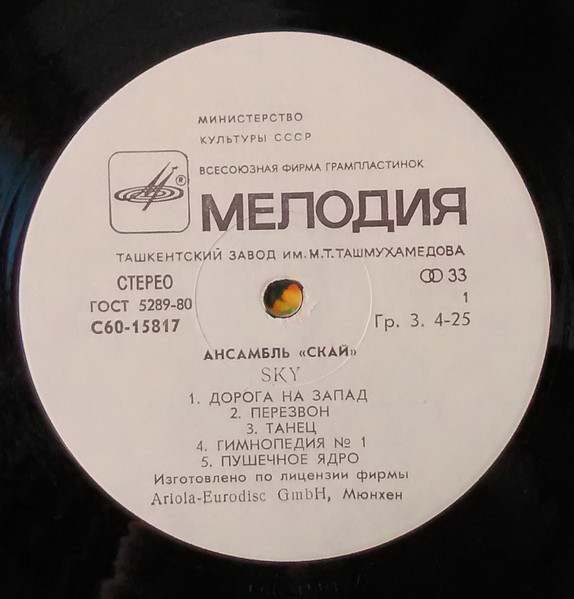 МИНИСТЕРСТВО
КУЛЬТУРЫ СССР
ВСЕСОЮЗНАЯ ФИРМА ГРАМПЛАСТИНОК
®
МЕЛОДИЯ
ТАШКЕНТСКИЙ ЗАВОД ИМ. М.Т.ТАШМУХАМЕДОВА
СТЕРЕО
ГОСТ 5289-80
С60-15817
33
1
Гр. 3. 4-25
АНСАМБЛЬ «СКАЙ»
SKY
1. ДОРОГА НА ЗАПАД
2. ПЕРЕЗВОН
3. ТАНЕЦ
4. ГИМНОПЕДИЯ № 1
5. ПУШЕЧНОЕ ЯДРО
Изготовлено по лицензии фирмы
Ariola-Eurodisc GmbH, Мюнхен